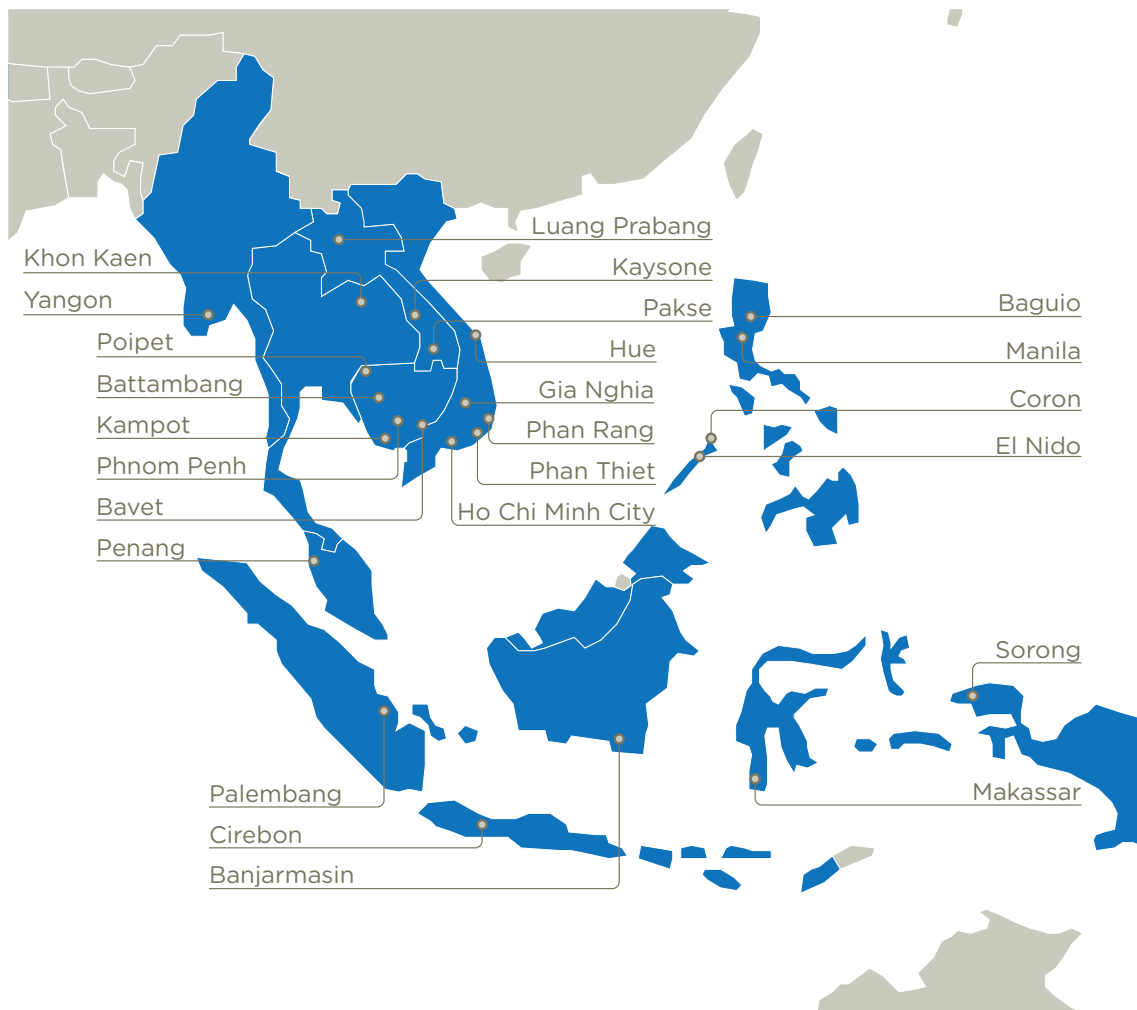 Luang Prabang
Khon Kaen
Kaysone
Yangon
Pakse
Baguio
Poipet
Hue
Manila
Battambang
Gia Nghia
Coron
Kampot
Phan Rang
El Nido
Phnom Penh
Phan Thiet
Bavet
Ho Chi Minh City
Penang
Sorong
Palembang
Makassar
Cirebon
Banjarmasin